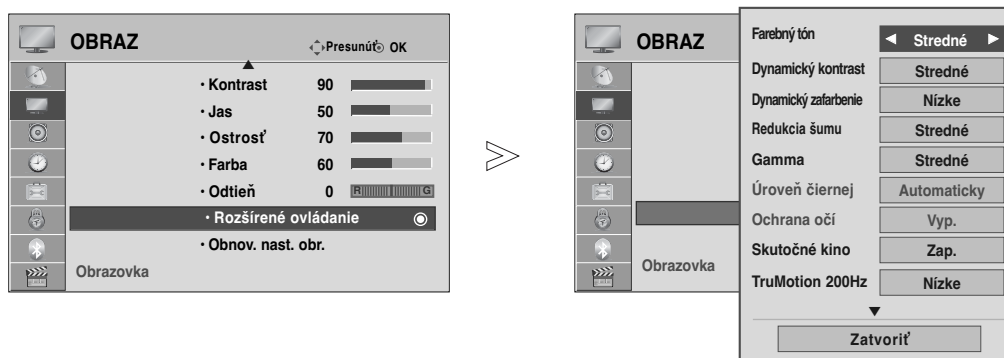 OBRAZ
Presunúť OK
• Kontrast 90
• Jas 50
• Ostrosť 70
• Farba 60
• Odtieň 0 R G
• Rozšírené ovládanie
• Obnov. nast. obr.
Obrazovka
OBRAZ
Obrazovka
Farebný tón Stredné
Dynamický kontrast Stredné
Dynamický zafarbenie Nízke
Redukcia šumu Stredné
Gamma Stredné
Úroveň čiernej Automaticky
Ochrana očí Vyp.
Skutočné kino Zap.
TruMotion 200Hz Nízke
Zatvoriť